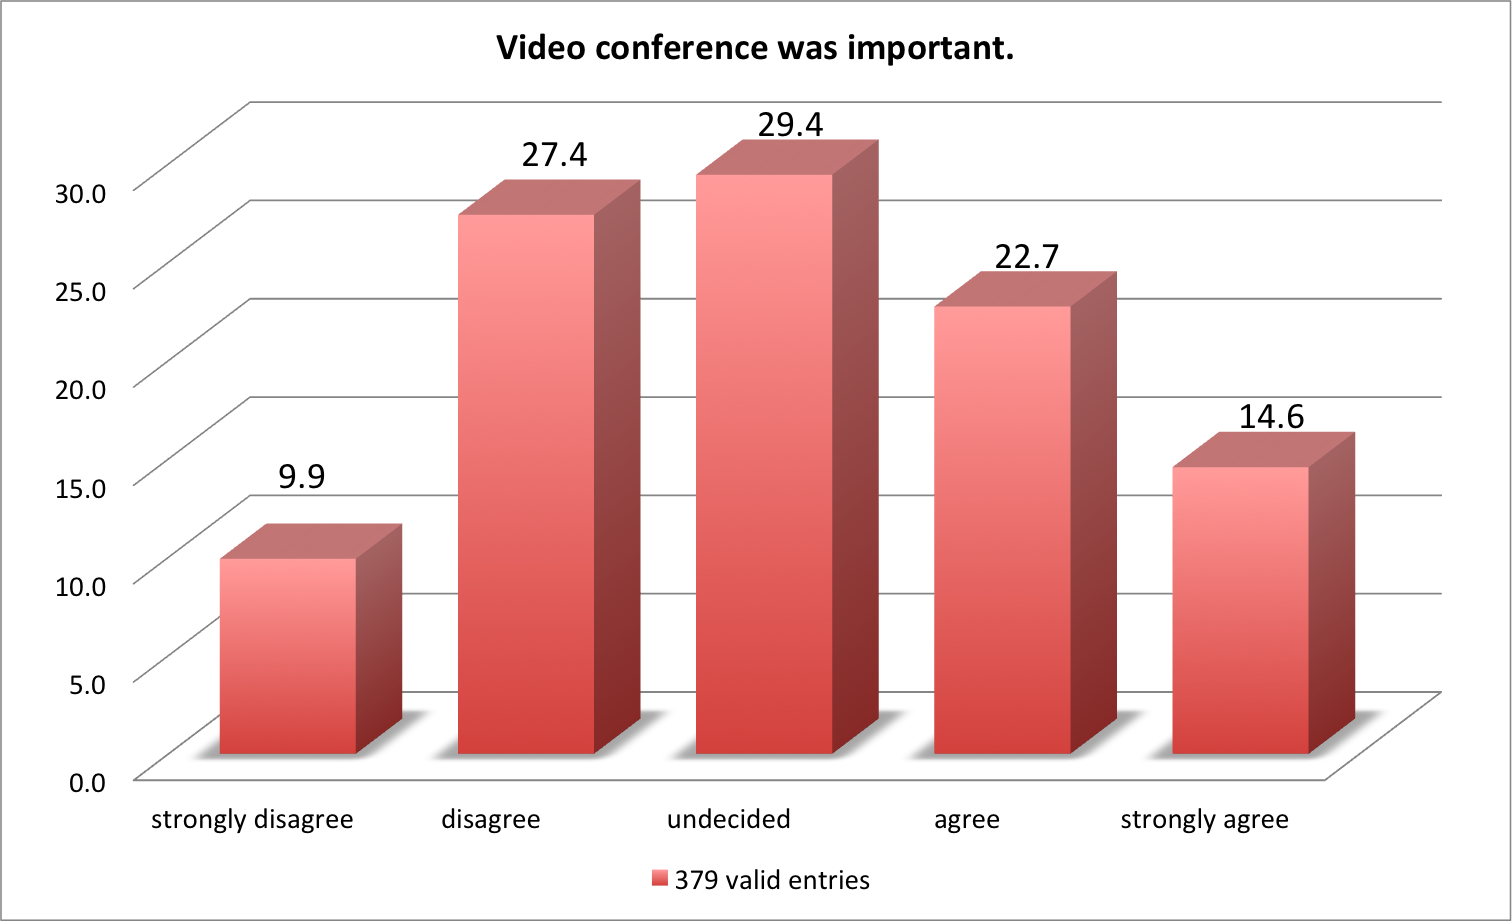 Video conference was important.
30.0
25.0
20.0
15.0
10.0
5.0
0.0
9.9
27.4
29.4
22.7
14.6
strongly disagree
disagree
undecided
agree
strongly agree
379 valid entries